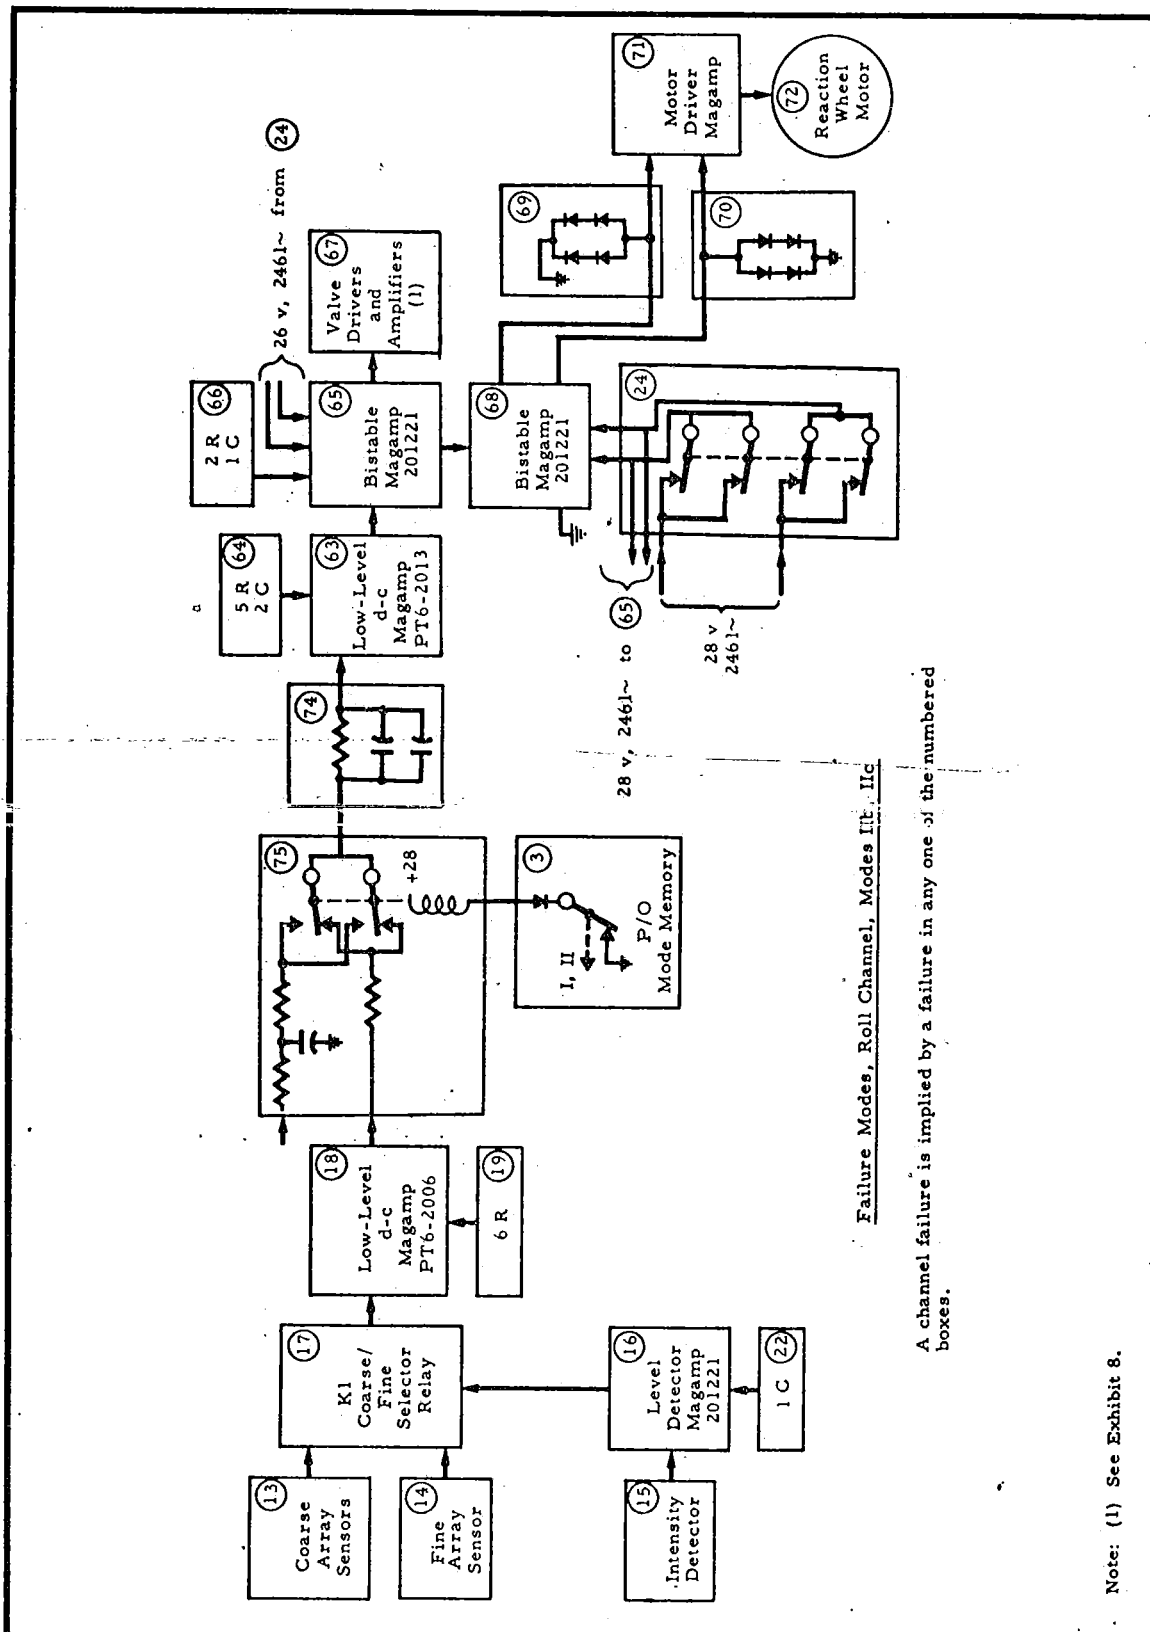 13
Coarse
Array
Sensors
14
Fine
Array
Sensor
15
Intensity
Detector
17
K1
Coarse/
Fine
Selector
Relay
16
Level
Detector
Magamp
201221
22
1 C
18
Low-Level
d-c
Magamp
PT6-2006
19
6 R
75
+28
3
I, II
P/O
Mode Memory
74
64
5 R
2 C
63
Low-Level
d-c
Magamp
PT6-2013
66
2 R
1 C
26 v, 2461~ from 24
65
Bistable
Magamp
201221
67
Valve
Drivers
and
Amplifiers
(1)
68
Bistable
Magamp
201221
28 v, 2461~ to 65
28 v
2461~
24
69
70
71
Motor
Driver
Magamp
72
Reaction
Wheel
Motor
Failure Modes, Roll Channel, Modes IIb, IIc
A channel failure is implied by a failure in any one of the numbered
boxes.
Note: (1) See Exhibit 8.